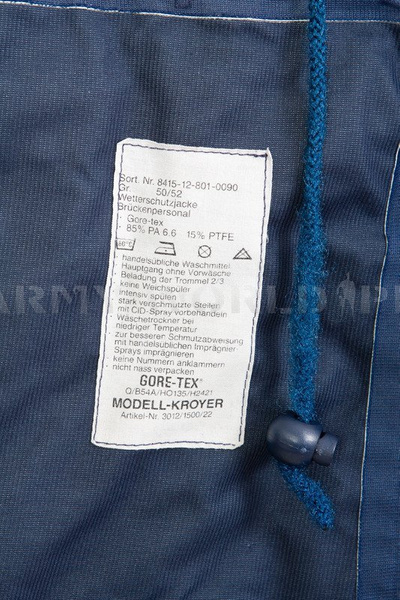 Sort. Nr. 8415-12-801-0090
Gr. 50/52
Wetterschutzjacke
Brückenpersonal
Gore-tex
85% PA 6.6 15% PTFE
handelsübliche Waschmittel
Hauptgang ohne Vorwäsche
Beladung der Trommel 2/3
keine Weichspüler
intensiv spülen
stark verschmutzte Stellen
mit CID-Spray vorbehandeln
Wäschetrockner bei
niedriger Temperatur
zur besseren Schmutzabweisung
mit handelsüblichen Imprägnier
Sprays imprägnieren
keine Nummern anklammern
nicht nass verpacken
GORE-TEX®
Q/B54A/HO135/H2421
MODELL-KROYER
Artikel-Nr. 3012/1500/22